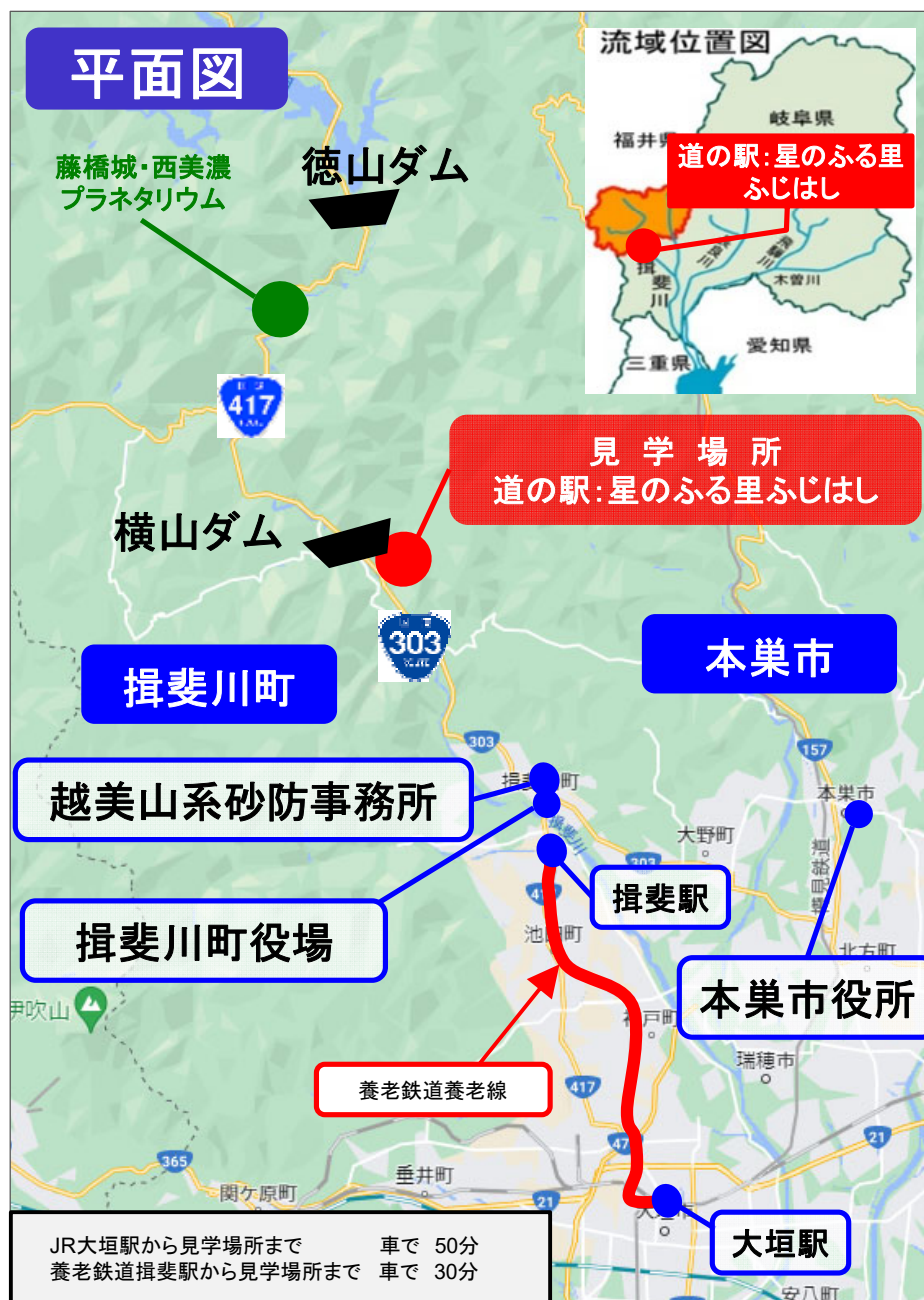 平面図
流域位置図
岐阜県
福井県
道の駅:星のふる里
ふじはし
揖斐川
木曽川
愛知県
三重県
藤橋城・西美濃
プラネタリウム
徳山ダム
417
見学場所
道の駅:星のふる里ふじはし
横山ダム
303
揖斐川町
本巣市
303
157
越美山系砂防事務所
本巣市
揖斐川
大野町
303
樽見鉄道
揖斐駅
揖斐川町役場
池田町
北方町
本巣市役所
伊吹山
神戸町
瑞穂市
養老鉄道養老線
417
21
365
垂井町
関ケ原町
21
大垣駅
安八町
JR大垣駅から見学場所まで 車で 50分
養老鉄道揖斐駅から見学場所まで 車で 30分